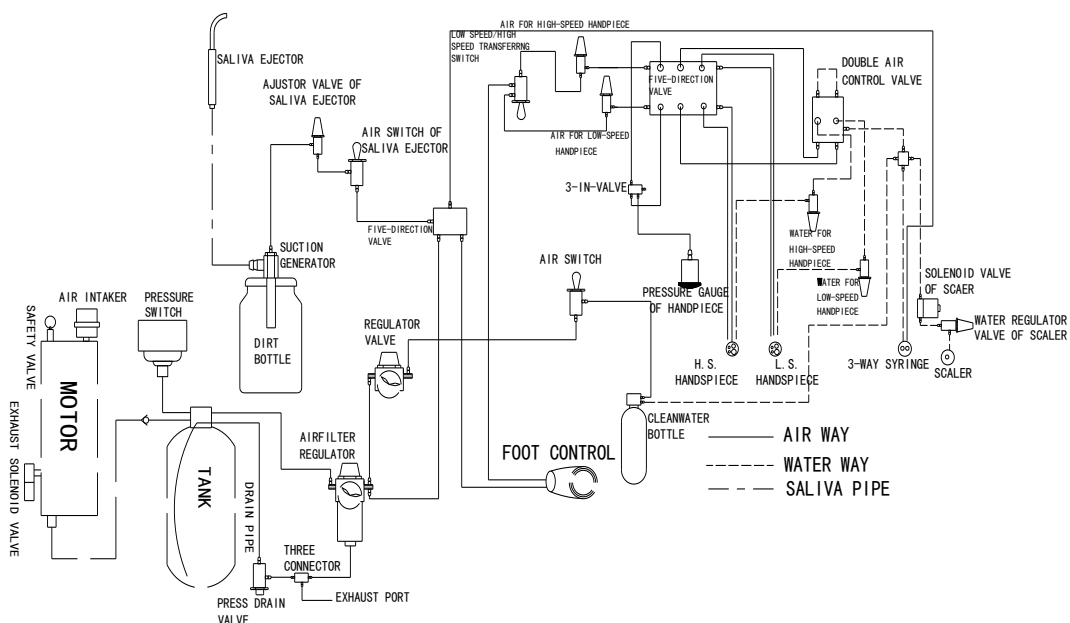 AIR FOR HIGH-SPEED HANDPIECE
LOW SPEED/HIGH
SPEED TRANSFERRNG
SWITCH
SALIVA EJECTOR
AJUSTOR VALVE OF
SALIVA EJECTOR
AIR SWITCH OF
SALIVA EJECTOR
FIVE-DIRECTION
VALVE
DOUBLE AIR
CONTROL VALVE
AIR FOR LOW-SPEED
HANDPIECE
3-IN-VALVE
FIVE-DIRECTION
VALVE
SUCTION
GENERATOR
AIR SWITCH
WATER FOR
HIGH-SPEED
HANDPIECE
PRESSURE GAUGE
OF HANDPIECE
WATER FOR
LOW-SPEED
HANDPIECE
SOLENOID VALVE
OF SCAER
AIR INTAKER
PRESSURE
SWITCH
SAFETY VALVE
DIRT
BOTTLE
REGULATOR
VALVE
WATER REGULATOR
VALVE OF SCALER
H.S.
HANDSPIECE
L.S.
HANDSPIECE
3-WAY SYRINGE
SCALER
MOTOR
EXHAUST SOLENOID VALVE
CLEANWATER
BOTTLE
AIRFILTER
REGULATOR
FOOT CONTROL
AIR WAY
WATER WAY
SALIVA PIPE
TANK
DRAIN PIPE
THREE
CONNECTOR
EXHAUST PORT
PRESS DRAIN
VALVE